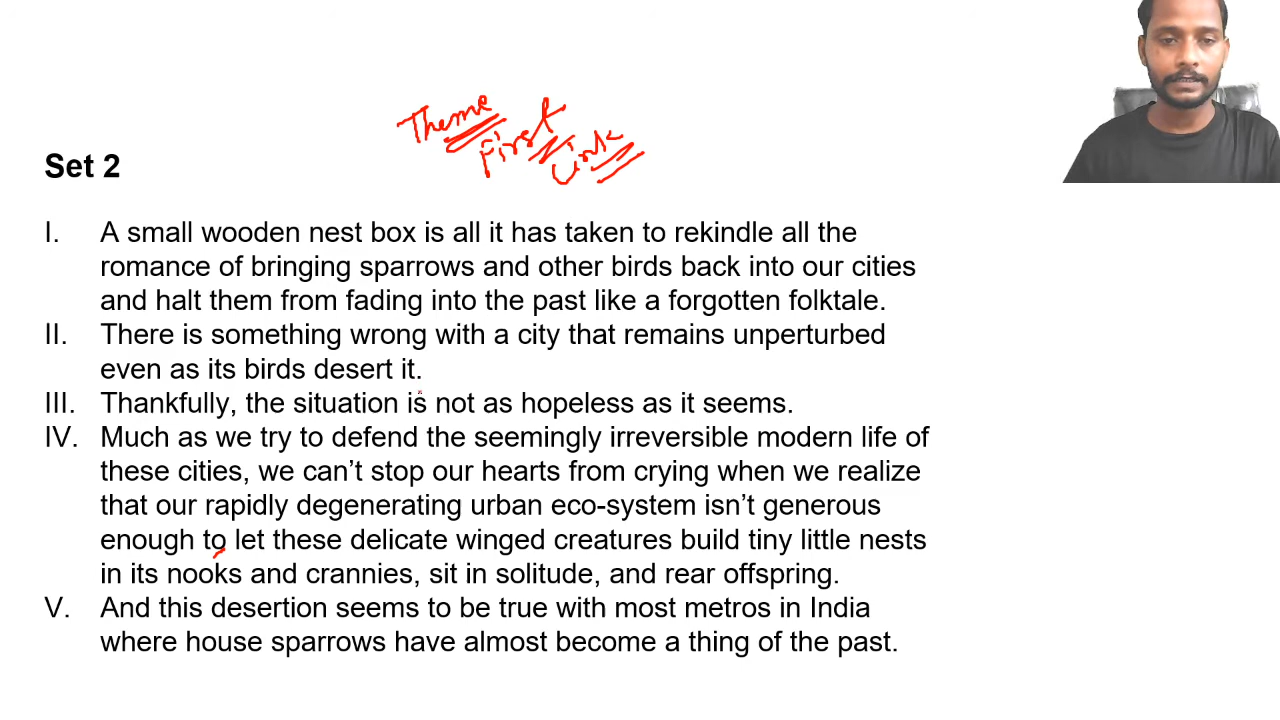 Theme
First
Link
Set 2
I. A small wooden nest box is all it has taken to rekindle all the
romance of bringing sparrows and other birds back into our cities
and halt them from fading into the past like a forgotten folktale.
II. There is something wrong with a city that remains unperturbed
even as its birds desert it.
III. Thankfully, the situation is not as hopeless as it seems.
IV. Much as we try to defend the seemingly irreversible modern life of
these cities, we can’t stop our hearts from crying when we realize
that our rapidly degenerating urban eco-system isn’t generous
enough to let these delicate winged creatures build tiny little nests
in its nooks and crannies, sit in solitude, and rear offspring.
V. And this desertion seems to be true with most metros in India
where house sparrows have almost become a thing of the past.